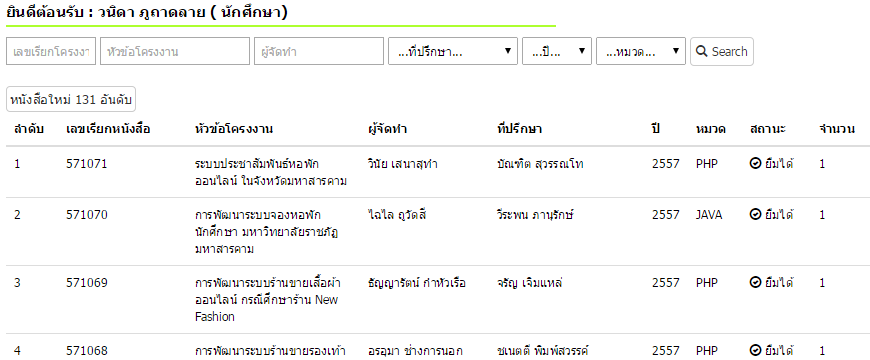 ยินดีต้อนรับ : วนิดา ภูถาดลาย ( นักศึกษา)
เลขเรียกโครงงาน หัวข้อโครงงาน ผู้จัดทำ ...ที่ปรึกษา... ...ปี... ...หมวด... Search
หนังสือใหม่ 131 อันดับ
ลำดับ เลขเรียกหนังสือ หัวข้อโครงงาน ผู้จัดทำ ที่ปรึกษา ปี หมวด สถานะ จำนวน
1 571071 ระบบประชาสัมพันธ์หอพัก วินัย เสนาสุทำ บัณฑิต สุวรรณโท 2557 PHP ยืมได้ 1
ออนไลน์ ในจังหวัดมหาสารคาม
2 571070 การพัฒนาระบบจองหอพัก ไฉไล ถูวัดสี วีระพน ภานุรักษ์ 2557 JAVA ยืมได้ 1
นักศึกษา มหาวิทยาลัยราชภัฏ
มหาสารคาม
3 571069 การพัฒนาระบบร้านขายเสื้อผ้า ธัญญารัตน์ กำหัวเรือ จรัญ เจิมแหล่ 2557 PHP ยืมได้ 1
ออนไลน์ กรณีศึกษาร้าน New
Fashion
4 571068 การพัฒนาระบบร้านขายรองเท้า อรอุมา ช่างการนอก ชเนตตี พิมพ์สวรรค์ 2557 PHP ยืมได้ 1